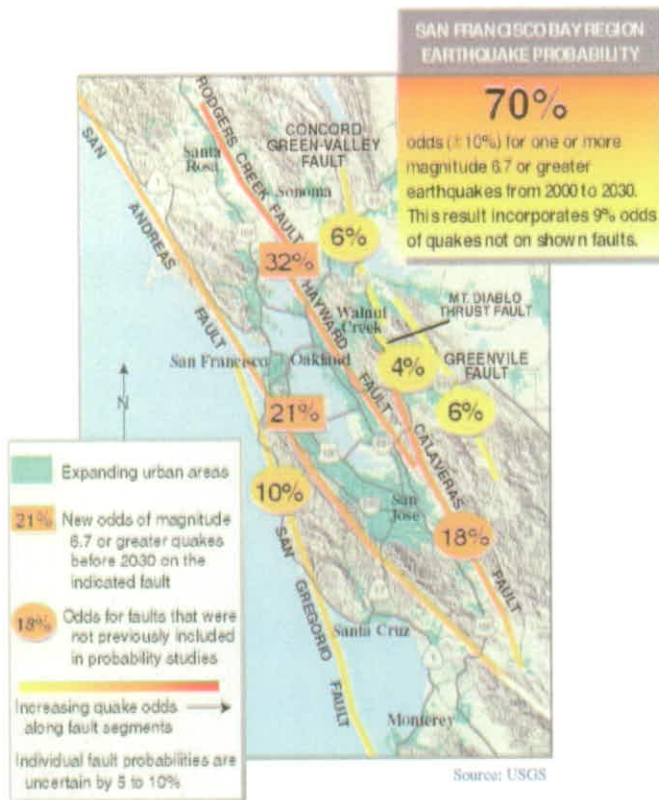 SAN FRANCISCO BAY REGION
EARTHQUAKE PROBABILITY
70%
odds (±10%) for one or more
magnitude 6.7 or greater
earthquakes from 2000 to 2030.
This result incorporates 9% odds
of quakes not on shown faults.
SAN ANDREAS FAULT
RODGERS CREEK FAULT
CONCORD
GREEN-VALLEY
FAULT
Santa
Rosa
Sonoma
6%
32%
HAYWARD FAULT
Walnut
Creek
MT. DIABLO
THRUST FAULT
San Francisco
Oakland
4%
GREENVILE
FAULT
21%
6%
CALAVERAS FAULT
10%
San
Jose
18%
SAN GREGORIO FAULT
Santa Cruz
Monterey
N
Expanding urban areas
21%
New odds of magnitude
6.7 or greater quakes
before 2030 on the
indicated fault
18%
Odds for faults that were
not previously included
in probability studies
Increasing quake odds
along fault segments
Individual fault probabilities are
uncertain by 5 to 10%
Source: USGS